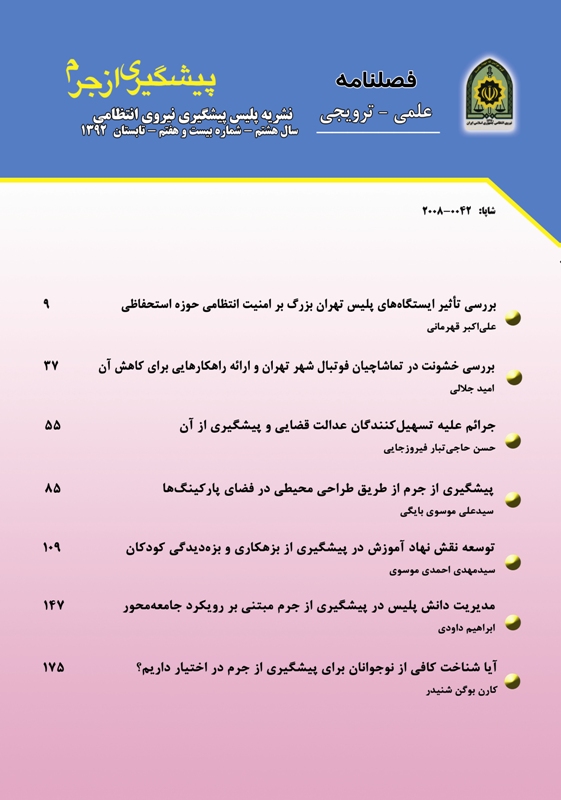 فصلنامه
علمی - ترویجی
پیشگیری از جرم
نشریه پلیس پیشگیری نیروی انتظامی
سال هشتم - شماره بیست و هفتم - تابستان ۱۳۹۲
شاپا: ۰۰۴۲-۲۰۰۸
بررسی تأثیر ایستگاه‌های پلیس تهران بزرگ بر امنیت انتظامی حوزه استحفاظی ۹
علی‌اکبر قهرمانی
بررسی خشونت در تماشاچیان فوتبال شهر تهران و ارائه راهکارهایی برای کاهش آن ۳۷
امید جلالی
جرائم علیه تسهیل‌کنندگان عدالت قضایی و پیشگیری از آن ۵۵
حسن حاجی‌تبار فیروزجایی
پیشگیری از جرم از طریق طراحی محیطی در فضای پارکینگ‌ها ۸۵
سیدعلی موسوی بایگی
توسعه نقش نهاد آموزش در پیشگیری از بزهکاری و بزه‌دیدگی کودکان ۱۰۹
سیدمهدی احمدی موسوی
مدیریت دانش پلیس در پیشگیری از جرم مبتنی بر رویکرد جامعه‌محور ۱۴۷
ابراهیم داودی
آیا شناخت کافی از نوجوانان برای پیشگیری از جرم در اختیار داریم؟ ۱۷۵
کارن بوگن شنیدر